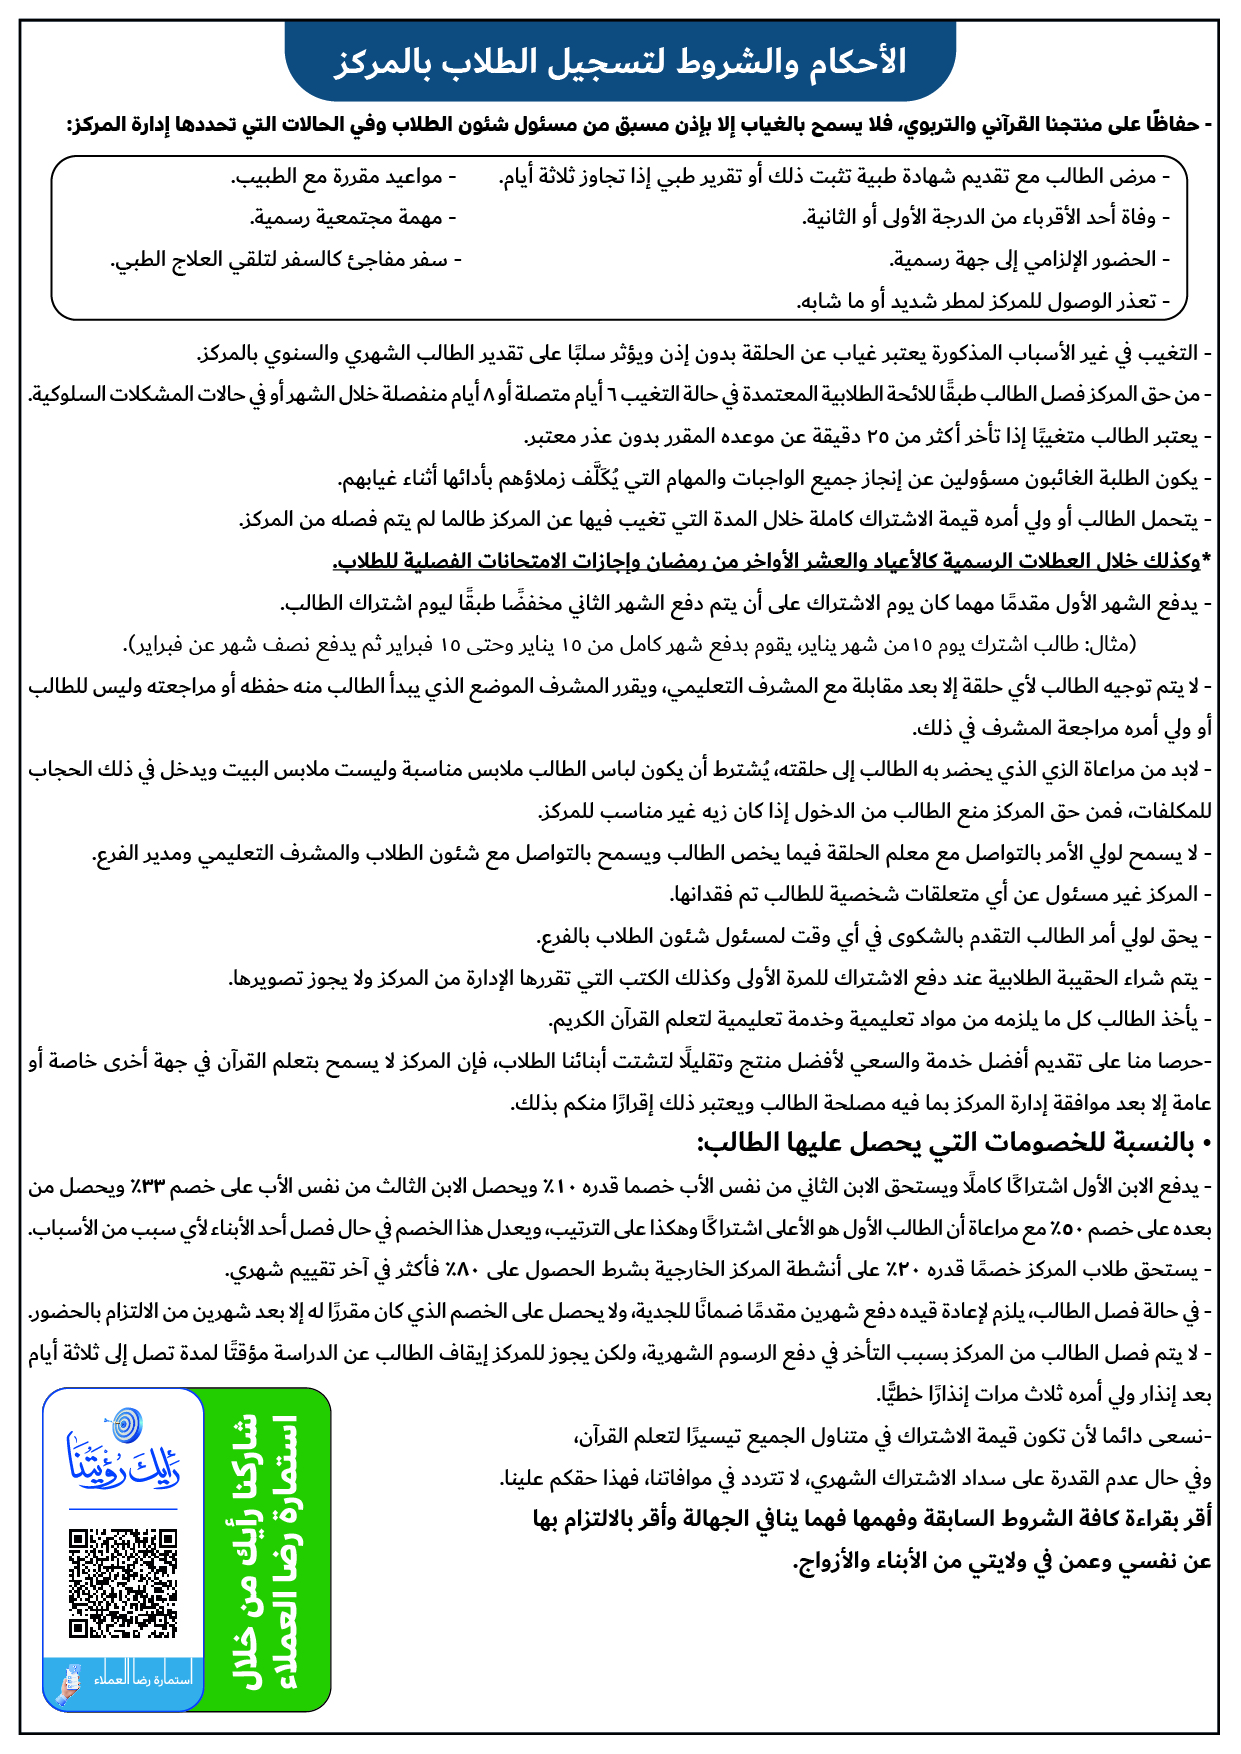 الأحكام والشروط لتسجيل الطلاب بالمركز
- حفاظًا على منتجنا القرآني والتربوي، فلا يسمح بالغياب إلا بإذن مسبق من مسئول شئون الطلاب وفي الحالات التي تحددها إدارة المركز:
- مرض الطالب مع تقديم شهادة طبية تثبت ذلك أو تقرير طبي إذا تجاوز ثلاثة أيام. - مواعيد مقررة مع الطبيب.
- وفاة أحد الأقرباء من الدرجة الأولى أو الثانية. - مهمة مجتمعية رسمية.
- الحضور الإلزامي إلى جهة رسمية. - سفر مفاجئ كالسفر لتلقي العلاج الطبي.
- تعذر الوصول للمركز لمطر شديد أو ما شابه.
- التغيب في غير الأسباب المذكورة يعتبر غياب عن الحلقة بدون إذن ويؤثر سلبًا على تقدير الطالب الشهري والسنوي بالمركز.
- من حق المركز فصل الطالب طبقًا للائحة الطلابية المعتمدة في حالة التغيب ٦ أيام متصلة أو ٨ أيام منفصلة خلال الشهر أو في حالات المشكلات السلوكية.
- يعتبر الطالب متغيبًا إذا تأخر أكثر من ٢٥ دقيقة عن موعده المقرر بدون عذر معتبر.
- يكون الطلبة الغائبون مسؤولين عن إنجاز جميع الواجبات والمهام التي يُكَلَّف زملاؤهم بأدائها أثناء غيابهم.
- يتحمل الطالب أو ولي أمره قيمة الاشتراك كاملة خلال المدة التي تغيب فيها عن المركز طالما لم يتم فصله من المركز.
*وكذلك خلال العطلات الرسمية كالأعياد والعشر الأواخر من رمضان وإجازات الامتحانات الفصلية للطلاب.
- يدفع الشهر الأول مقدمًا مهما كان يوم الاشتراك على أن يتم دفع الشهر الثاني مخفضًا طبقًا ليوم اشتراك الطالب.
(مثال: طالب اشترك يوم ١٥من شهر يناير، يقوم بدفع شهر كامل من ١٥ يناير وحتى ١٥ فبراير ثم يدفع نصف شهر عن فبراير).
- لا يتم توجيه الطالب لأي حلقة إلا بعد مقابلة مع المشرف التعليمي، ويقرر المشرف الموضع الذي يبدأ الطالب منه حفظه أو مراجعته وليس للطالب
أو ولي أمره مراجعة المشرف في ذلك.
- لابد من مراعاة الزي الذي يحضر به الطالب إلى حلقته، يُشترط أن يكون لباس الطالب ملابس مناسبة وليست ملابس البيت ويدخل في ذلك الحجاب
للمكلفات، فمن حق المركز منع الطالب من الدخول إذا كان زيه غير مناسب للمركز.
- لا يسمح لولي الأمر بالتواصل مع معلم الحلقة فيما يخص الطالب ويسمح بالتواصل مع شئون الطلاب والمشرف التعليمي ومدير الفرع.
- المركز غير مسئول عن أي متعلقات شخصية للطالب تم فقدانها.
- يحق لولي أمر الطالب التقدم بالشكوى في أي وقت لمسئول شئون الطلاب بالفرع.
- يتم شراء الحقيبة الطلابية عند دفع الاشتراك للمرة الأولى وكذلك الكتب التي تقررها الإدارة من المركز ولا يجوز تصويرها.
- يأخذ الطالب كل ما يلزمه من مواد تعليمية وخدمة تعليمية لتعلم القرآن الكريم.
-حرصا منا على تقديم أفضل خدمة والسعي لأفضل منتج وتقليلًا لتشتت أبنائنا الطلاب، فإن المركز لا يسمح بتعلم القرآن في جهة أخرى خاصة أو
عامة إلا بعد موافقة إدارة المركز بما فيه مصلحة الطالب ويعتبر ذلك إقرارًا منكم بذلك.
• بالنسبة للخصومات التي يحصل عليها الطالب:
- يدفع الابن الأول اشتراكًا كاملًا ويستحق الابن الثاني من نفس الأب خصما قدره ١٠٪ ويحصل الابن الثالث من نفس الأب على خصم ٣٣٪ ويحصل من
بعده على خصم ٥٠٪ مع مراعاة أن الطالب الأول هو الأعلى اشتراكًا وهكذا على الترتيب، ويعدل هذا الخصم في حال فصل أحد الأبناء لأي سبب من الأسباب.
- يستحق طلاب المركز خصمًا قدره ٢٠٪ على أنشطة المركز الخارجية بشرط الحصول على ٨٠٪ فأكثر في آخر تقييم شهري.
- في حالة فصل الطالب، يلزم لإعادة قيده دفع شهرين مقدمًا ضمانًا للجدية، ولا يحصل على الخصم الذي كان مقررًا له إلا بعد شهرين من الالتزام بالحضور.
- لا يتم فصل الطالب من المركز بسبب التأخر في دفع الرسوم الشهرية، ولكن يجوز للمركز إيقاف الطالب عن الدراسة مؤقتًا لمدة تصل إلى ثلاثة أيام
بعد إنذار ولي أمره ثلاث مرات إنذارًا خطيًّا.
-نسعى دائما لأن تكون قيمة الاشتراك في متناول الجميع تيسيرًا لتعلم القرآن،
وفي حال عدم القدرة على سداد الاشتراك الشهري، لا تتردد في موافاتنا، فهذا حقكم علينا.
أقر بقراءة كافة الشروط السابقة وفهمها فهما ينافي الجهالة وأقر بالالتزام بها
عن نفسي وعمن في ولايتي من الأبناء والأزواج.
شاركنا رأيك من خلال
استمارة رضا العملاء
رَأيك رُؤْيَتُنَا
استمارة رضا العملاء